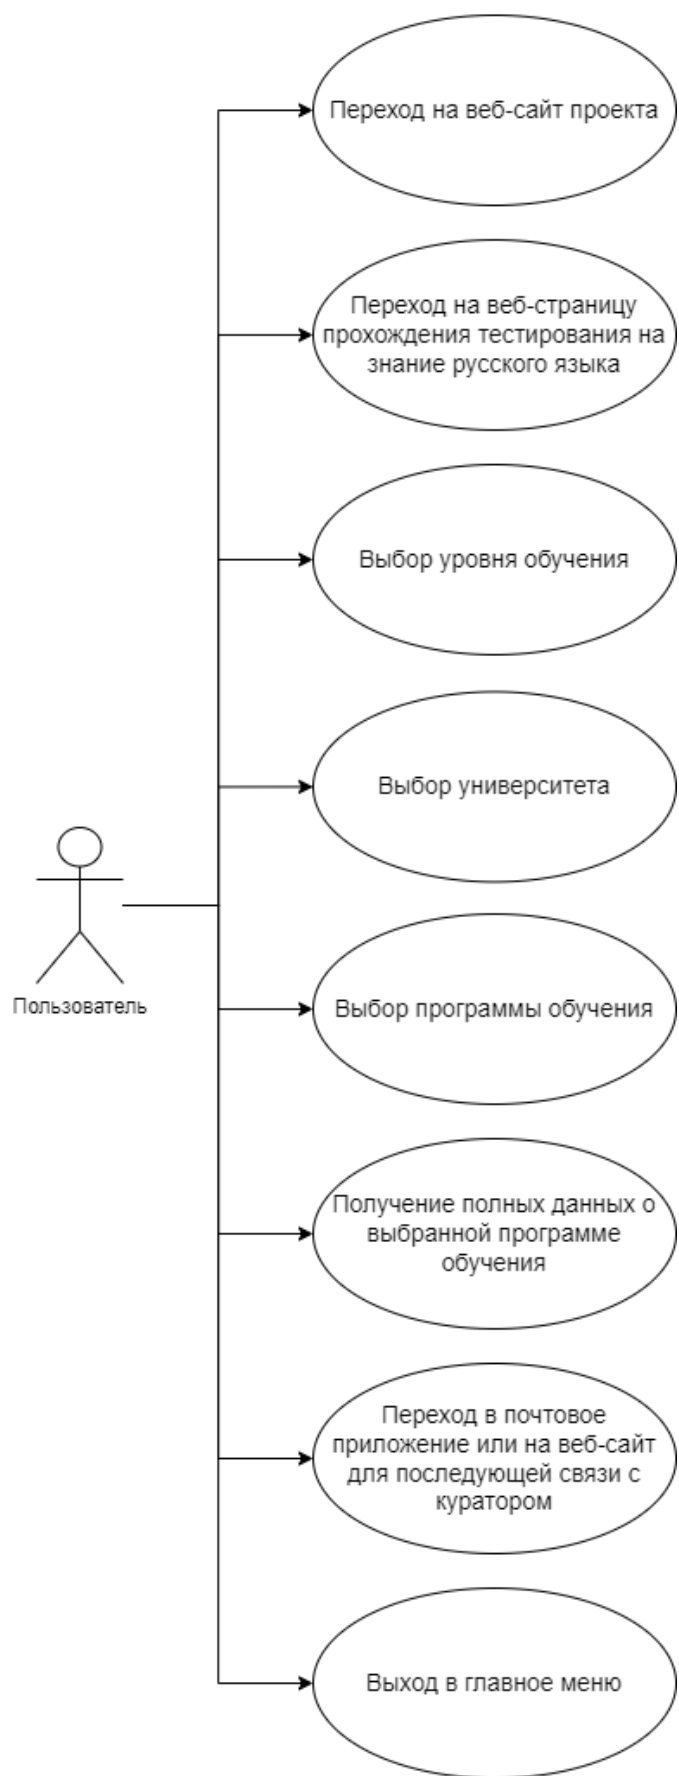 Переход на веб-сайт проекта
Переход на веб-страницу
прохождения тестирования на
знание русского языка
Выбор уровня обучения
Выбор университета
Пользователь
Выбор программы обучения
Получение полных данных о
выбранной программе
обучения
Переход в почтовое
приложение или на веб-сайт
для последующей связи с
куратором
Выход в главное меню